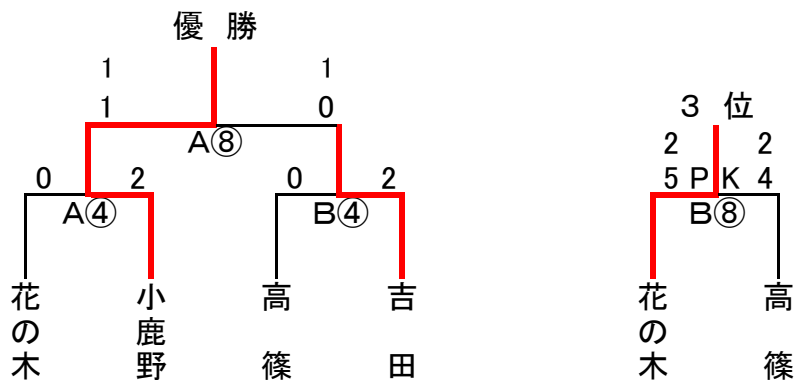 優 勝
1 1
1 0
3 位
A⑧
2 2
0 2 0 2
5 PK 4
A④ B④ B⑧
花の木
小鹿野
高篠
吉田
花の木
高篠